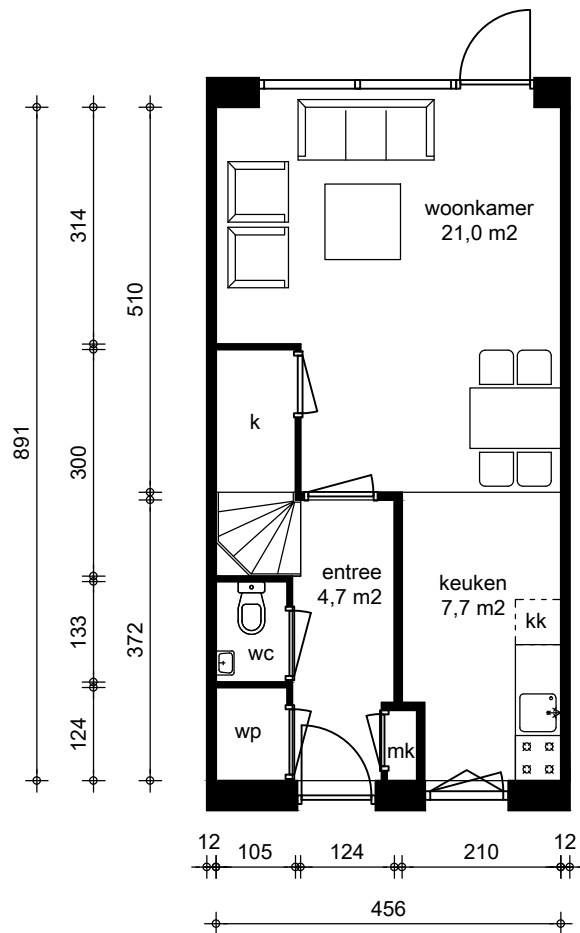 woonkamer
21,0 m2
314
510
891
300
k
entree
4,7 m2
keuken
7,7 m2
kk
133
372
wc
124
wp
mk
12
105
124
210
12
456